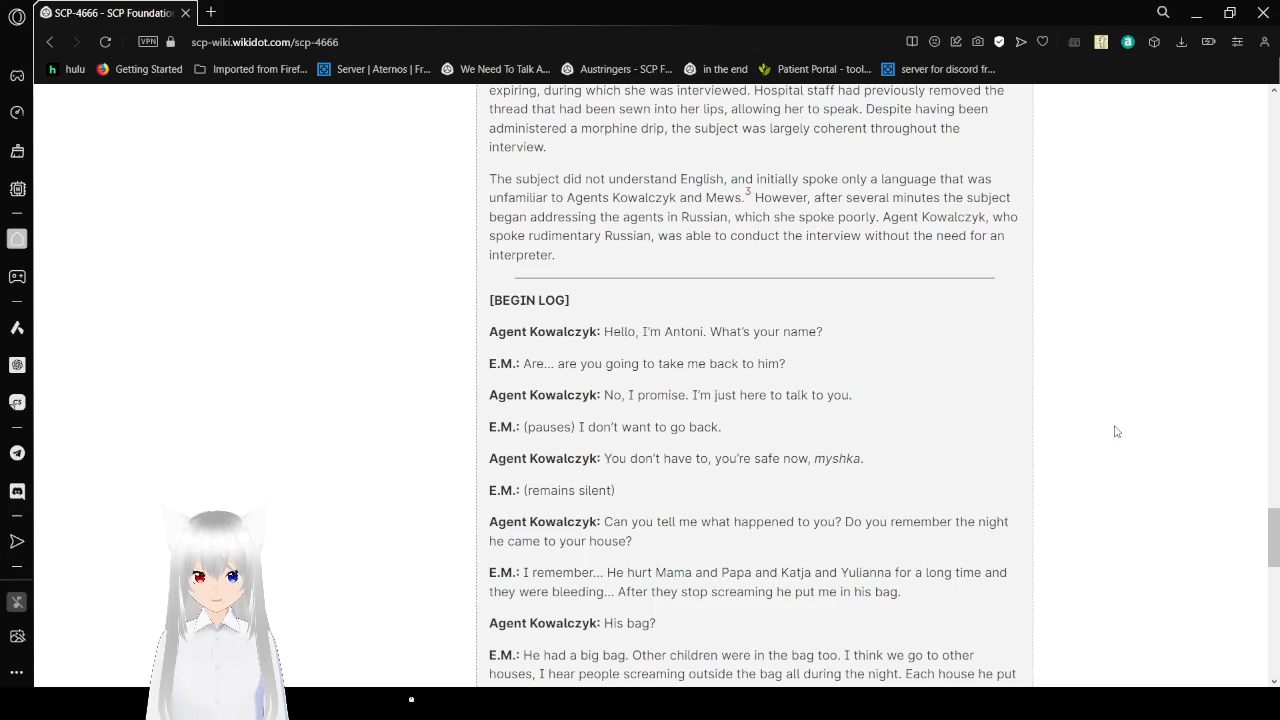 SCP-4666 - SCP Foundatio
VPN
scp-wiki.wikidot.com/scp-4666
hulu
Getting Started
Imported from Firef...
Server | Aternos | Fr...
We Need To Talk A...
Austringers - SCP F...
in the end
Patient Portal - tool...
server for discord fr...
expiring, during which she was interviewed. Hospital staff had previously removed the
thread that had been sewn into her lips, allowing her to speak. Despite having been
administered a morphine drip, the subject was largely coherent throughout the
interview.
The subject did not understand English, and initially spoke only a language that was
unfamiliar to Agents Kowalczyk and Mews.3 However, after several minutes the subject
began addressing the agents in Russian, which she spoke poorly. Agent Kowalczyk, who
spoke rudimentary Russian, was able to conduct the interview without the need for an
interpreter.
[BEGIN LOG]
Agent Kowalczyk: Hello, I'm Antoni. What's your name?
E.M.: Are... are you going to take me back to him?
Agent Kowalczyk: No, I promise. I'm just here to talk to you.
E.M.: (pauses) I don't want to go back.
Agent Kowalczyk: You don't have to, you're safe now, myshka.
E.M.: (remains silent)
Agent Kowalczyk: Can you tell me what happened to you? Do you remember the night
he came to your house?
E.M.: I remember... He hurt Mama and Papa and Katja and Yulianna for a long time and
they were bleeding... After they stop screaming he put me in his bag.
Agent Kowalczyk: His bag?
E.M.: He had a big bag. Other children were in the bag too. I think we go to other
houses, I hear people screaming outside the bag all during the night. Each house he put